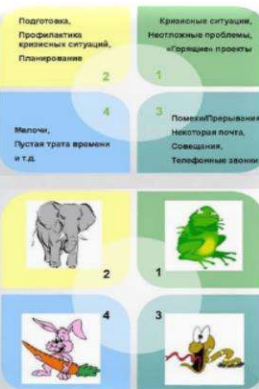 Подготовка,
Профилактика
кризисных ситуаций,
Планирование
2
Кризисные ситуации,
Неотложные проблемы,
«Горящие» проекты
1
4
Мелочи,
Пустая трата времени
и т.д.
3
Помехи/Прерывания
Некоторая почта,
Совещания,
Телефонные звонки
2
1
4
3